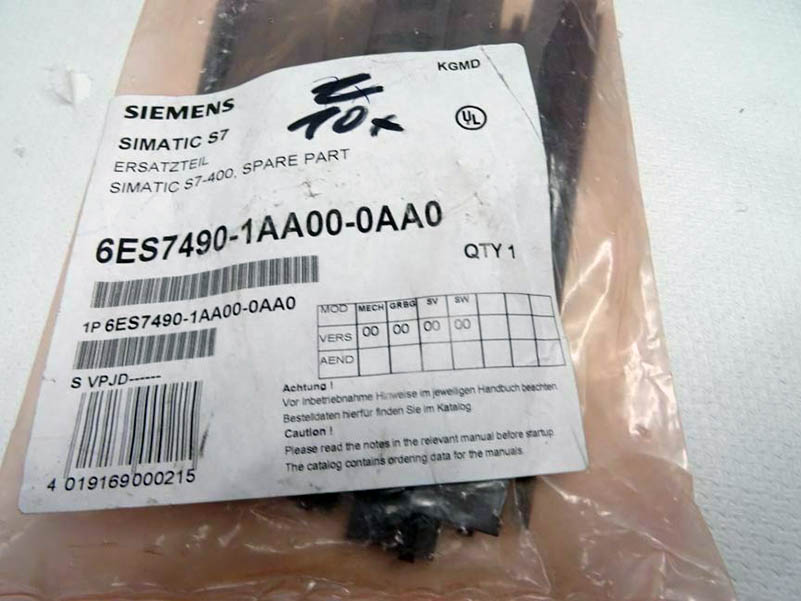 KGMD
SIEMENS
10x
UL
SIMATIC S7
ERSATZTEIL
SIMATIC S7-400, SPARE PART
6ES7490-1AA00-0AA0
QTY 1
1P 6ES7490-1AA00-0AA0
MOD MECH GRBG SV SW
VERS 00 00 00 00
AEND
S VPJD------
Achtung !
Vor Inbetriebnahme Hinweise im jeweiligen Handbuch beachten.
Bestelldaten hierfür finden Sie im Katalog.
Caution !
Please read the notes in the relevant manual before startup.
The catalog contains ordering data for the manuals.
4 019169000215